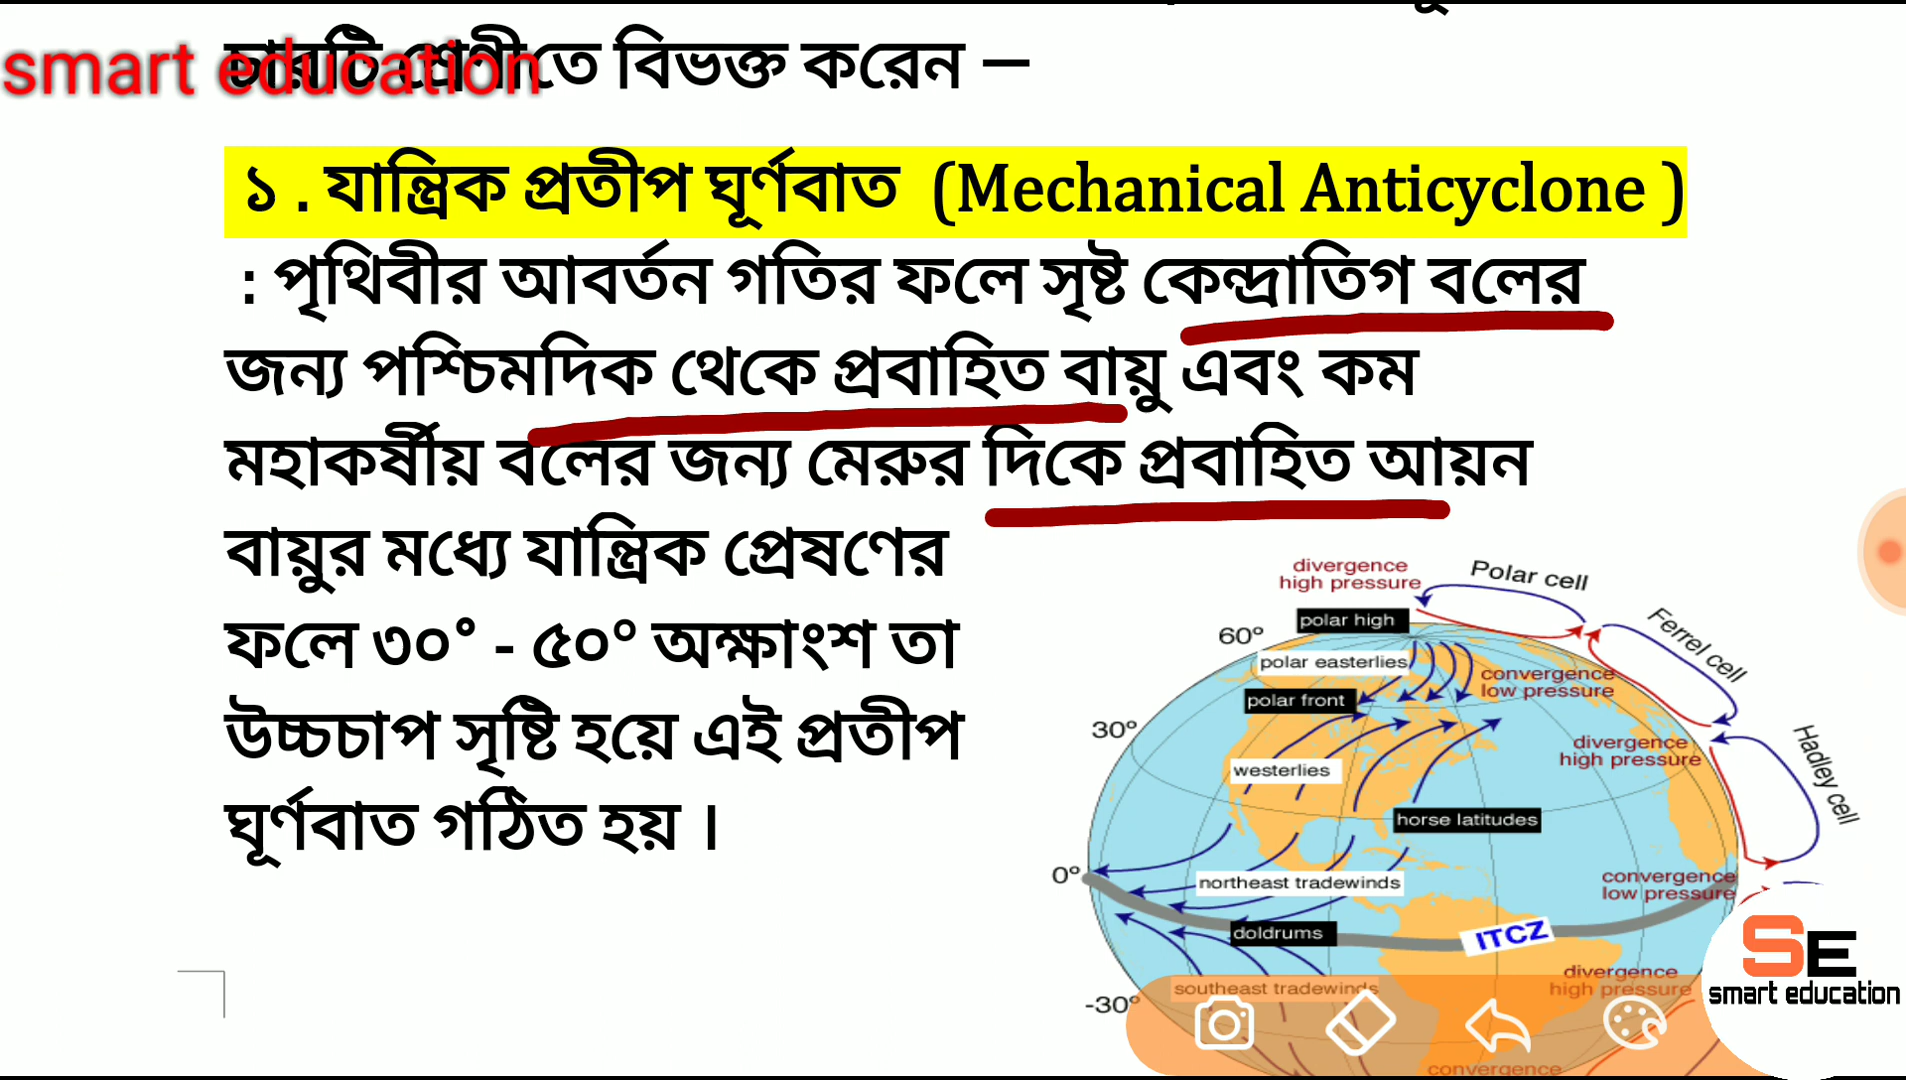 চারটি শ্রেণীতে বিভক্ত করেন —
smart education
১ . যান্ত্রিক প্রতীপ ঘূর্ণবাত (Mechanical Anticyclone )
: পৃথিবীর আবর্তন গতির ফলে সৃষ্ট কেন্দ্রাতিগ বলের
জন্য পশ্চিমদিক থেকে প্রবাহিত বায়ু এবং কম
মহাকর্ষীয় বলের জন্য মেরুর দিকে প্রবাহিত আয়ন
বায়ুর মধ্যে যান্ত্রিক প্রেষণের
ফলে ৩০° - ৫০° অক্ষাংশ তা
উচ্চচাপ সৃষ্টি হয়ে এই প্রতীপ
ঘূর্ণবাত গঠিত হয় ।
divergence
high pressure
Polar cell
polar high
60°
Ferrel cell
polar easterlies
convergence
low pressure
polar front
30°
divergence
high pressure
Hadley cell
westerlies
horse latitudes
0°
northeast tradewinds
convergence
low pressure
doldrums
ITCZ
divergence
high pressure
southeast tradewinds
-30°
convergence
SE
smart education